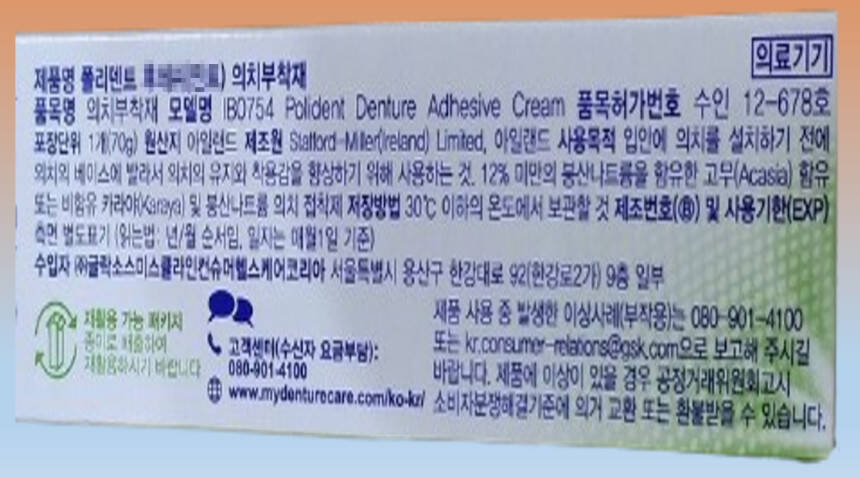 의료기기
제품명 폴리덴트 의치부착재
품목명 의치부착재 모델명 IB0754 Polident Denture Adhesive Cream 품목허가번호 수인 12-678호
포장단위 1개(70g) 원산지 아일랜드 제조원 Stafford-Miller(Ireland) Limited, 아일랜드 사용목적 입안에 의치를 설치하기 전에
의치의 베이스에 발라서 의치의 유지와 착용감을 향상하기 위해 사용하는 것. 12% 미만의 붕산나트륨을 함유한 고무(Acasia) 함유
또는 비함유 카라야(Karaya) 및 붕산나트륨 의치 접착제 저장방법 30℃ 이하의 온도에서 보관할 것 제조번호(㉥) 및 사용기한(EXP)
측면 별도표기 (읽는법: 년/월 순서임, 일자는 매월1일 기준)
수입자 ㈜글락소스미스클라인컨슈머헬스케어코리아 서울특별시 용산구 한강대로 92(한강로2가) 9층 일부
재활용 가능 패키지
종이로 배출하여
재활용하시기 바랍니다
고객센터(수신자 요금부담):
080-901-4100
www.mydenturecare.com/ko-kr/
제품 사용 중 발생한 이상사례(부작용)는 080-901-4100
또는 kr.consumer-relations@gsk.com으로 보고해 주시길
바랍니다. 제품에 이상이 있을 경우 공정거래위원회고시
소비자분쟁해결기준에 의거 교환 또는 환불받을 수 있습니다.